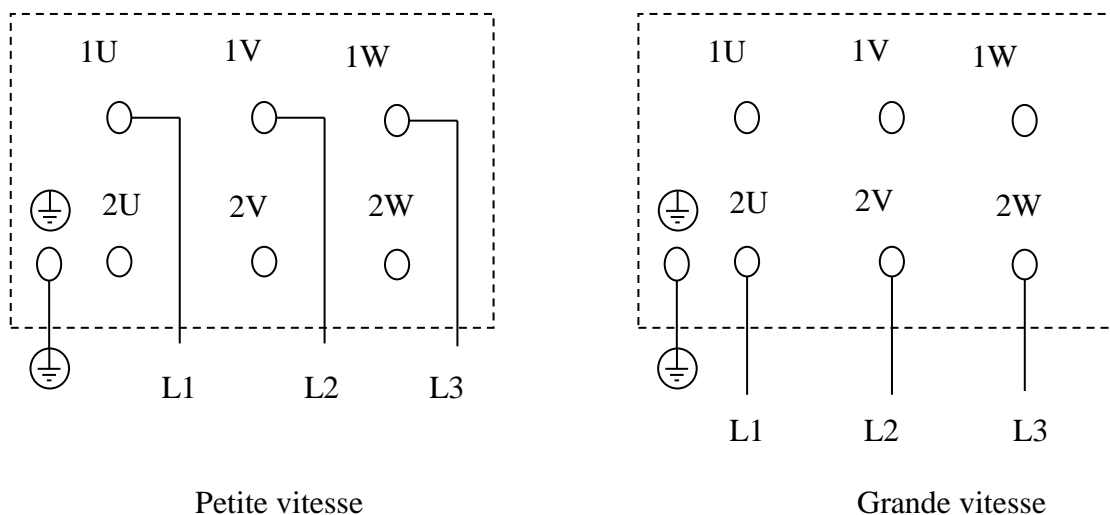 1U 1V 1W
2U 2V 2W
L1 L2 L3
Petite vitesse
1U 1V 1W
2U 2V 2W
L1 L2 L3
Grande vitesse